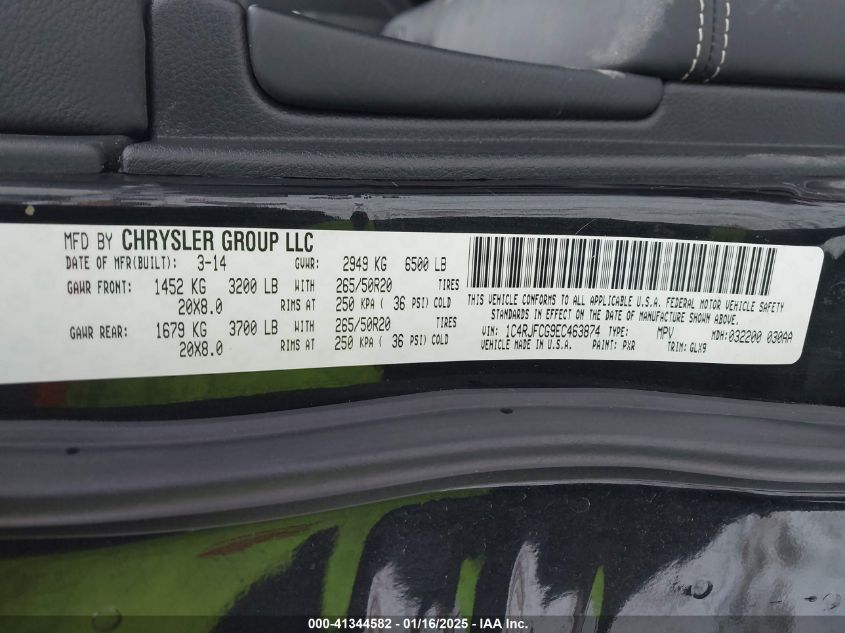 MFD BY CHRYSLER GROUP LLC
DATE OF MFR(BUILT): 3-14 GVWR: 2949 KG 6500 LB
GAWR FRONT: 1452 KG 3200 LB WITH 265/50R20 TIRES
20X8.0 RIMS AT 250 KPA ( 36 PSI) COLD
GAWR REAR: 1679 KG 3700 LB WITH 265/50R20 TIRES
20X8.0 RIMS AT 250 KPA ( 36 PSI) COLD
THIS VEHICLE CONFORMS TO ALL APPLICABLE U.S.A. FEDERAL MOTOR VEHICLE SAFETY
STANDARDS IN EFFECT ON THE DATE OF MANUFACTURE SHOWN ABOVE.
VIN: 1C4RJFCG9EC463874 TYPE: MPV MDH: 032200 030AA
VEHICLE MADE IN U.S.A. PAINT: PXR TRIM: GLX9
000-41344582 - 01/16/2025 - IAA Inc.